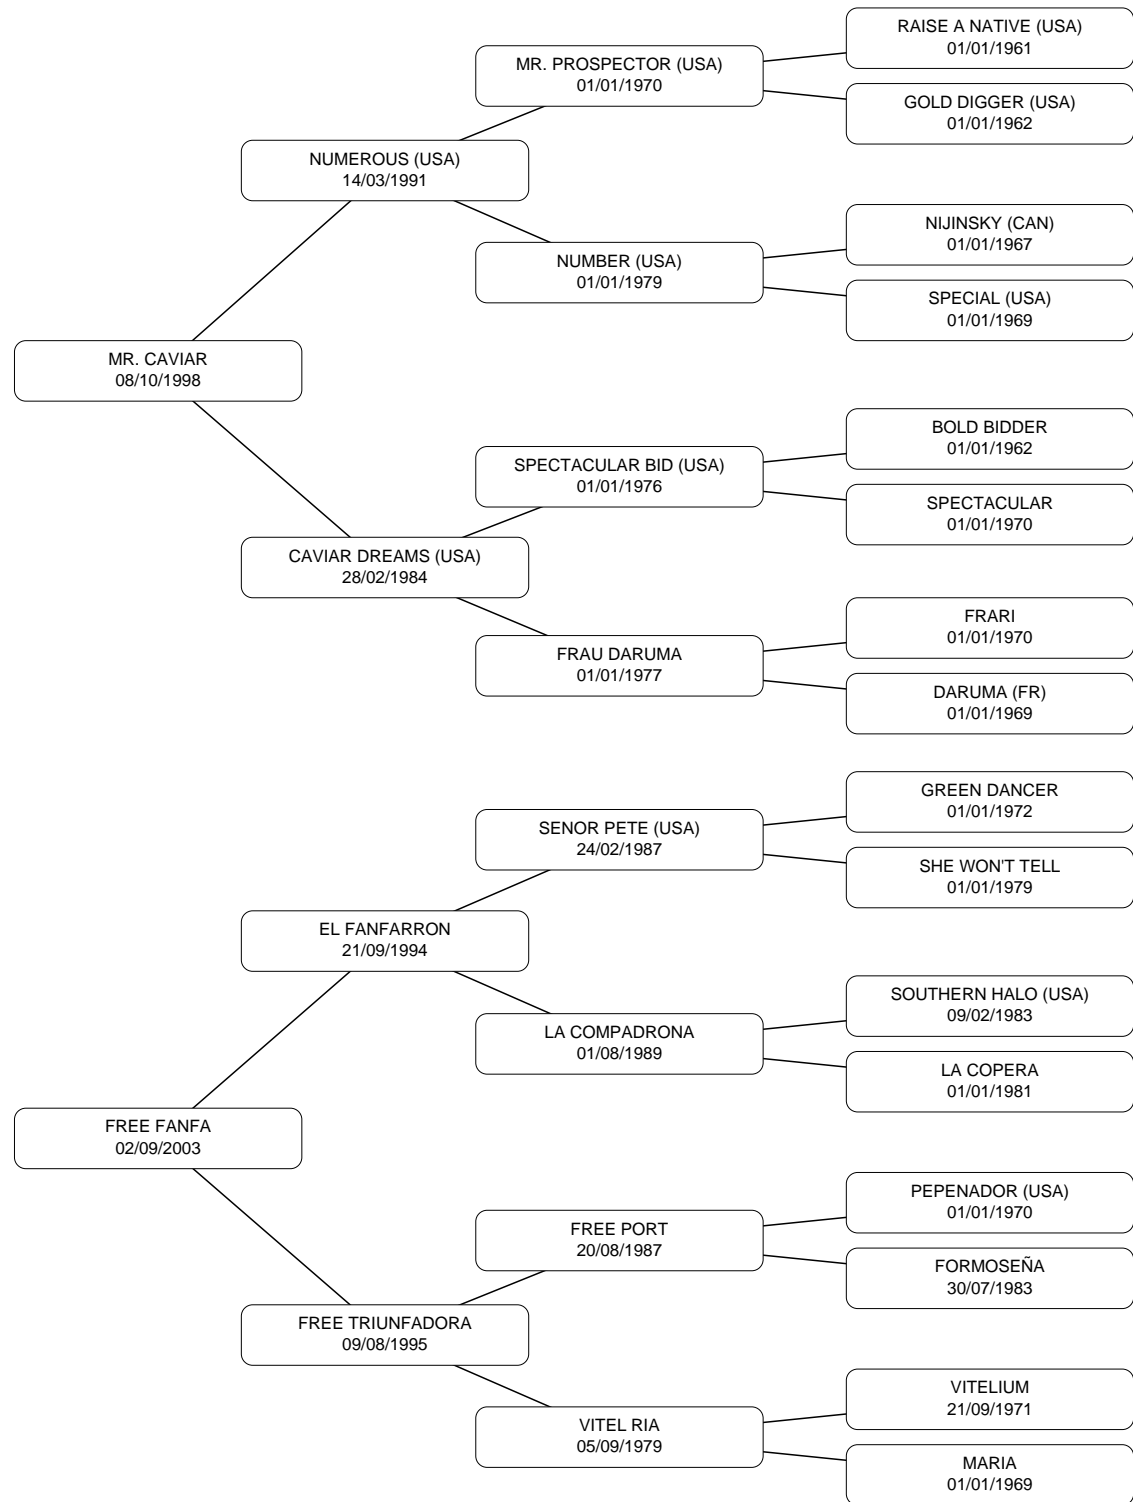 RAISE A NATIVE (USA)
01/01/1961
MR. PROSPECTOR (USA)
01/01/1970
GOLD DIGGER (USA)
01/01/1962
NUMEROUS (USA)
14/03/1991
NIJINSKY (CAN)
01/01/1967
NUMBER (USA)
01/01/1979
SPECIAL (USA)
01/01/1969
MR. CAVIAR
08/10/1998
BOLD BIDDER
01/01/1962
SPECTACULAR BID (USA)
01/01/1976
SPECTACULAR
01/01/1970
CAVIAR DREAMS (USA)
28/02/1984
FRARI
01/01/1970
FRAU DARUMA
01/01/1977
DARUMA (FR)
01/01/1969
GREEN DANCER
01/01/1972
SENOR PETE (USA)
24/02/1987
SHE WON'T TELL
01/01/1979
EL FANFARRON
21/09/1994
SOUTHERN HALO (USA)
09/02/1983
LA COMPADRONA
01/08/1989
LA COPERA
01/01/1981
FREE FANFA
02/09/2003
PEPENADOR (USA)
01/01/1970
FREE PORT
20/08/1987
FORMOSEÑA
30/07/1983
FREE TRIUNFADORA
09/08/1995
VITELIUM
21/09/1971
VITEL RIA
05/09/1979
MARIA
01/01/1969